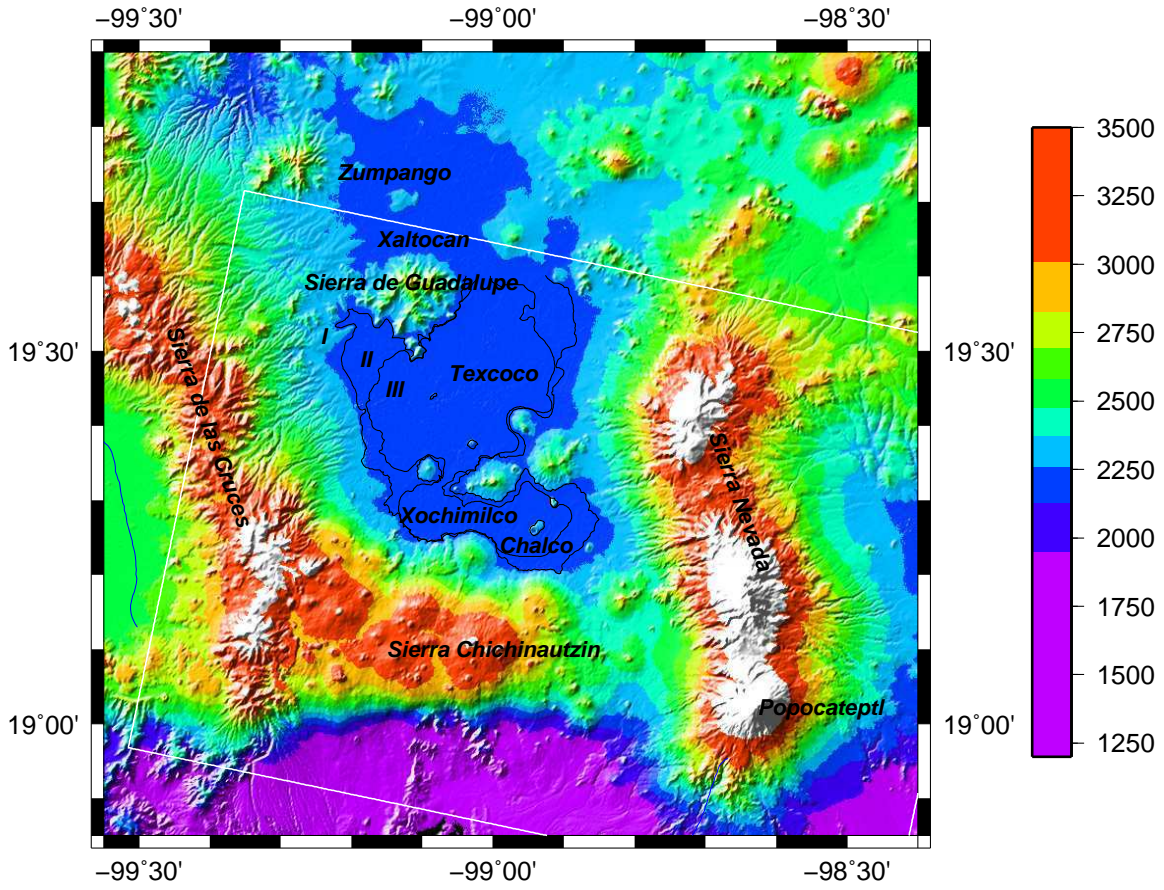 −99˚30' −99˚00' −98˚30'
3500
3000
2750
2500
2250
2000
1750
1500
1250
19˚30' 19˚30'
19˚00' 19˚00'
Zumpango
Xaltocan
Sierra de Guadalupe
I
II
III
Texcoco
Sierra de las Cruces
Sierra Nevada
Xochimilco
Chalco
Sierra Chichinautzin
Popocateptl
−99˚30' −99˚00' −98˚30'